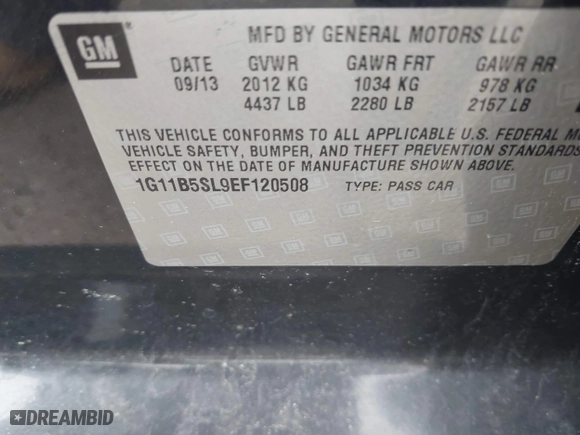 GM
MFD BY GENERAL MOTORS LLC
DATE GVWR GAWR FRT GAWR RR
09/13 2012 KG 1034 KG 978 KG
4437 LB 2280 LB 2157 LB
THIS VEHICLE CONFORMS TO ALL APPLICABLE U.S. FEDERAL M
VEHICLE SAFETY, BUMPER, AND THEFT PREVENTION STANDARDS
EFFECT ON THE DATE OF MANUFACTURE SHOWN ABOVE.
1G11B5SL9EF120508 TYPE: PASS CAR
DREAMBID